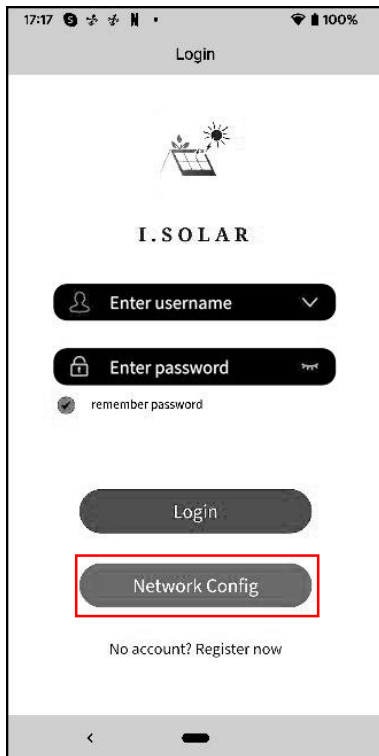 17:17 100%
Login
I.SOLAR
Enter username
Enter password
remember password
Login
Network Config
No account? Register now